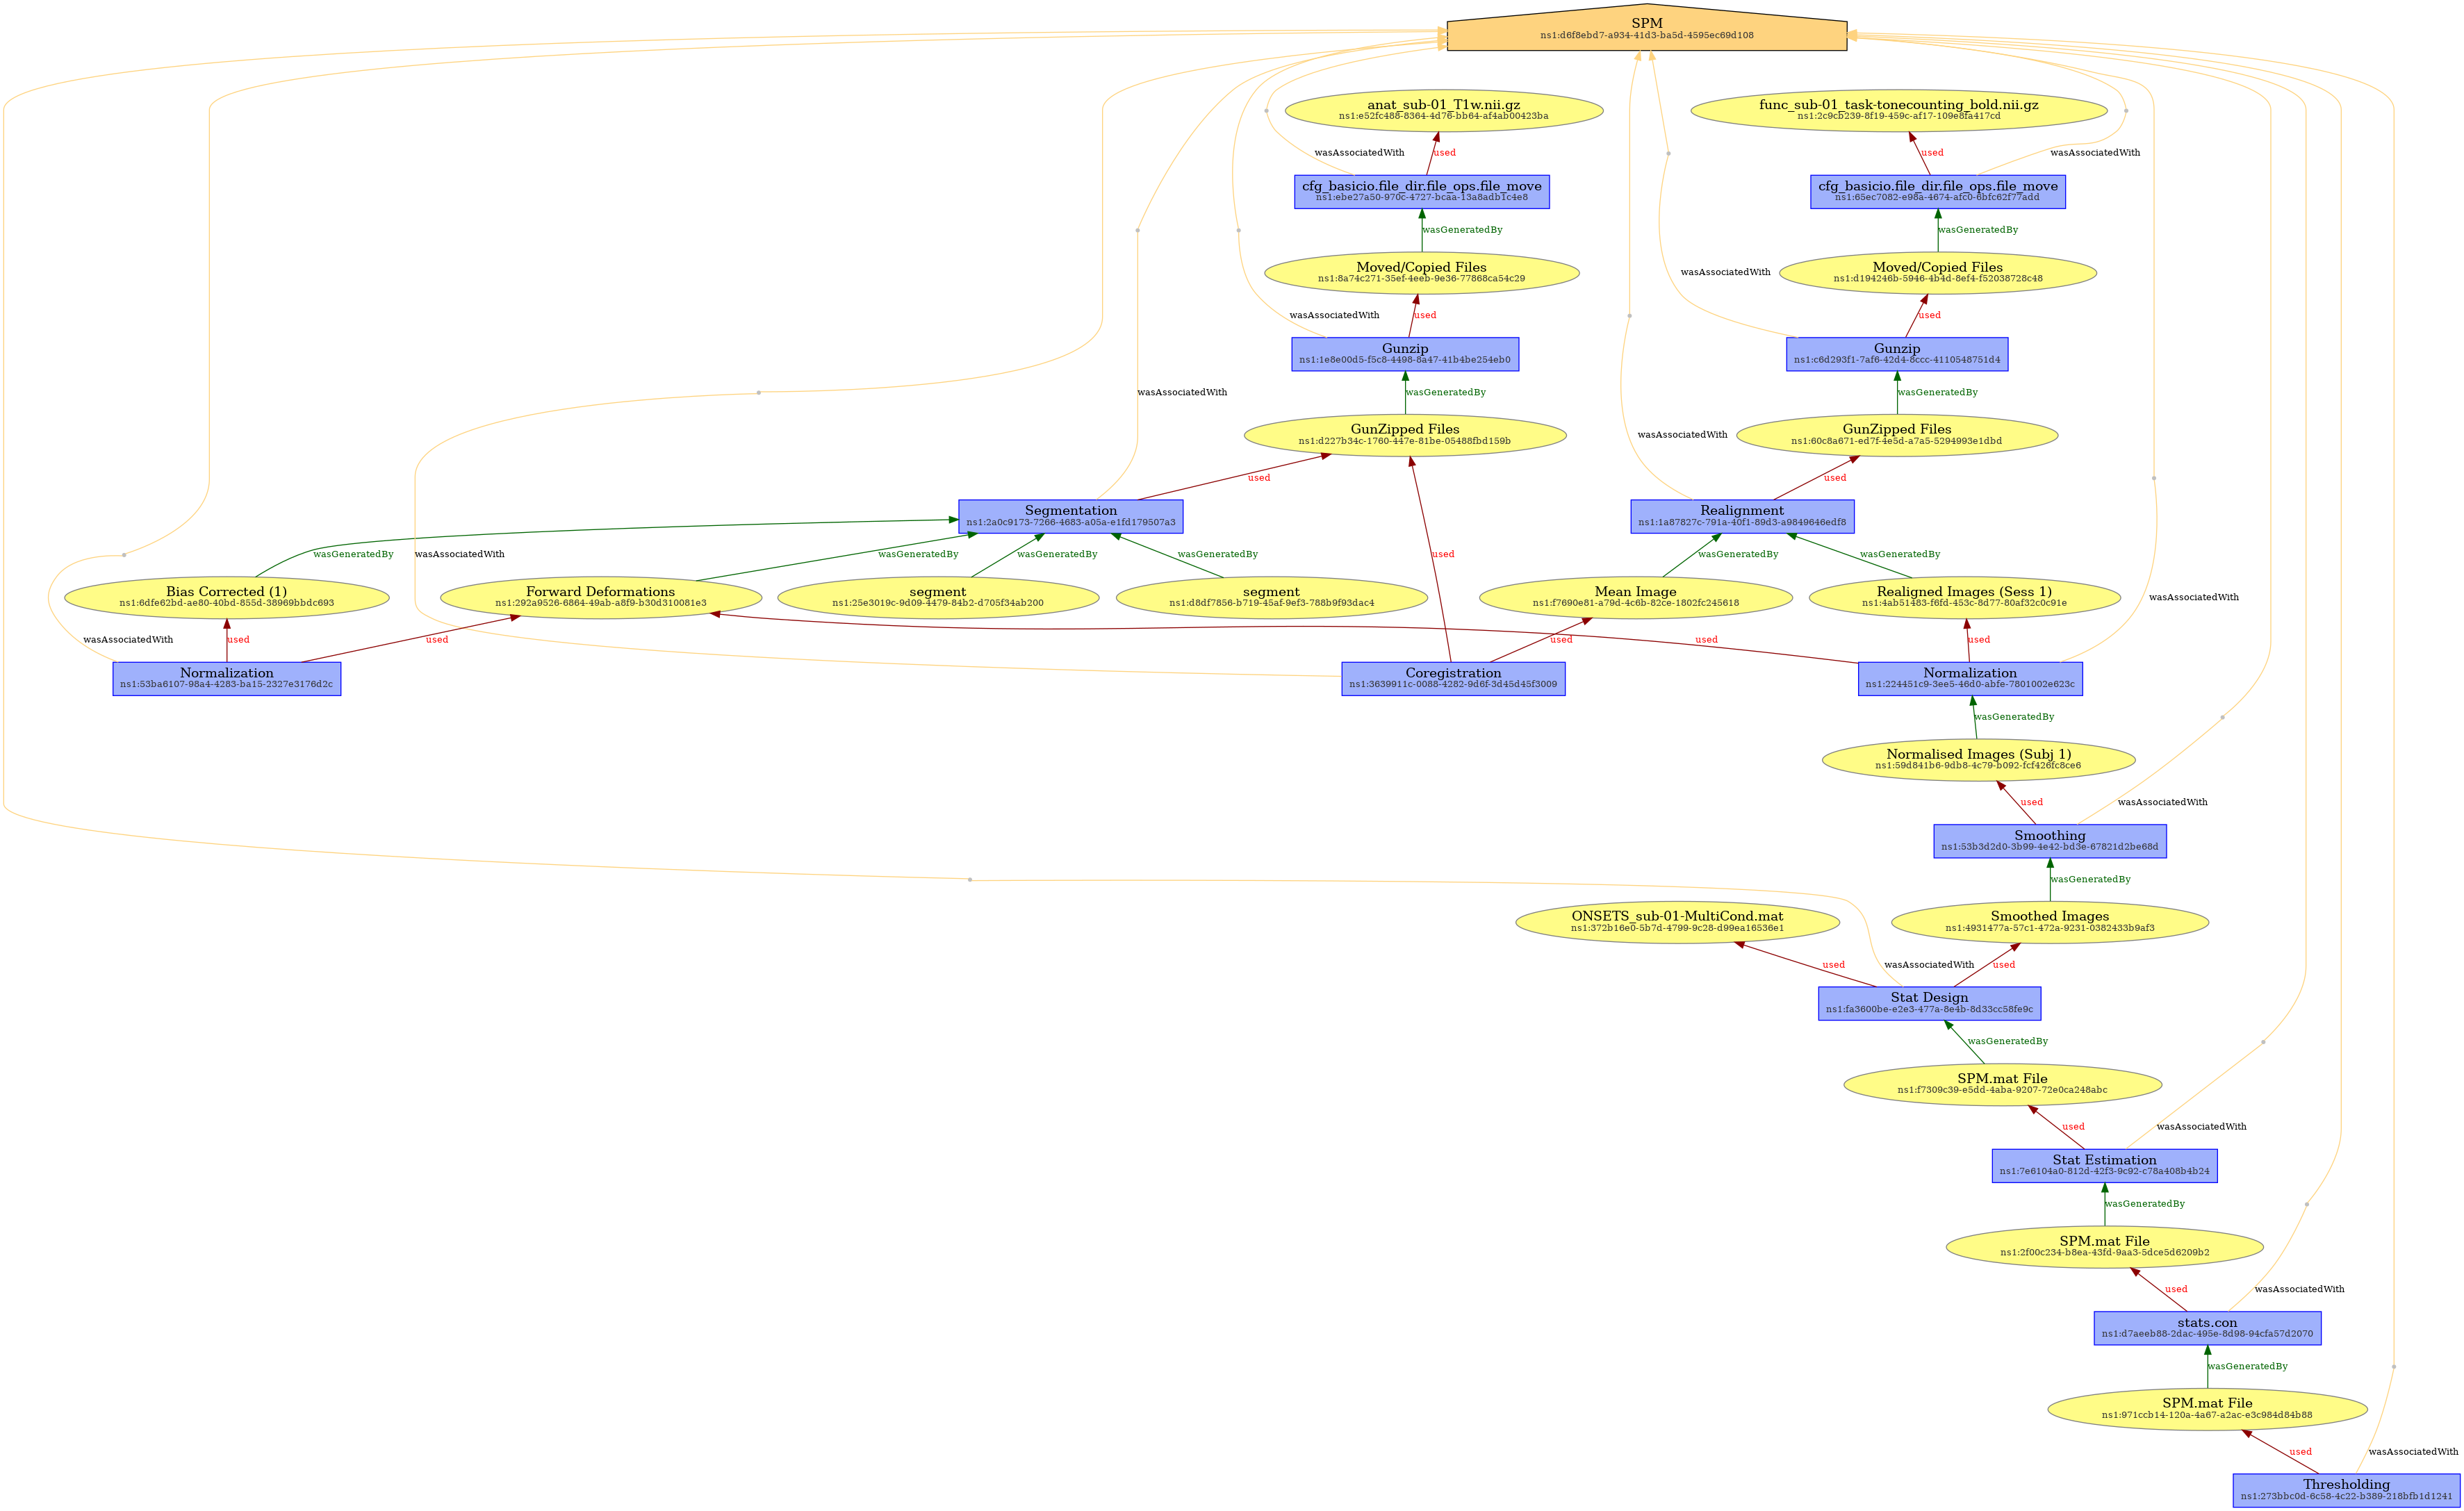 SPM
ns1:d6f8ebd7-a934-41d3-ba5d-4595ec69d108
anat_sub-01_T1w.nii.gz
ns1:e52fc488-8364-4d76-bb64-af4ab00423ba
func_sub-01_task-tonecounting_bold.nii.gz
ns1:2c9cb239-8f19-459c-af17-109e8fa417cd
wasAssociatedWith
used
used
wasAssociatedWith
cfg_basicio.file_dir.file_ops.file_move
ns1:ebe27a50-970c-4727-bcaa-13a8adb1c4e8
cfg_basicio.file_dir.file_ops.file_move
ns1:65ec7082-e98a-4674-afc0-6bfc62f77add
wasGeneratedBy
wasGeneratedBy
Moved/Copied Files
ns1:8a74c271-35ef-4eeb-9e36-77868ca54c29
wasAssociatedWith
Moved/Copied Files
ns1:d194246b-5946-4b4d-8ef4-f52038728c48
wasAssociatedWith
used
used
Gunzip
ns1:1e8e00d5-f5c8-4498-8a47-41b4be254eb0
Gunzip
ns1:c6d293f1-7af6-42d4-8ccc-4110548751d4
wasAssociatedWith
wasGeneratedBy
wasGeneratedBy
GunZipped Files
ns1:d227b34c-1760-447e-81be-05488fbd159b
wasAssociatedWith
GunZipped Files
ns1:60c8a671-ed7f-4e5d-a7a5-5294993e1dbd
used
used
Segmentation
ns1:2a0c9173-7266-4683-a05a-e1fd179507a3
Realignment
ns1:1a87827c-791a-40f1-89d3-a9849646edf8
wasGeneratedBy
wasAssociatedWith
wasGeneratedBy
wasGeneratedBy
wasGeneratedBy
used
wasGeneratedBy
wasGeneratedBy
Bias Corrected (1)
ns1:6dfe62bd-ae80-40bd-855d-38969bbdc693
Forward Deformations
ns1:292a9526-6864-49ab-a8f9-b30d310081e3
segment
ns1:25e3019c-9d09-4479-84b2-d705f34ab200
segment
ns1:d8df7856-b719-45af-9ef3-788b9f93dac4
Mean Image
ns1:f7690e81-a79d-4c6b-82ce-1802fc245618
Realigned Images (Sess 1)
ns1:4ab51483-f6fd-453c-8d77-80af32c0c91e
wasAssociatedWith
wasAssociatedWith
used
used
used
used
used
Normalization
ns1:53ba6107-98a4-4283-ba15-2327e3176d2c
Coregistration
ns1:3639911c-0088-4282-9d6f-3d45d45f3009
Normalization
ns1:224451c9-3ee5-46d0-abfe-7801002e623c
wasGeneratedBy
Normalised Images (Subj 1)
ns1:59d841b6-9db8-4c79-b092-fcf426fc8ce6
used
wasAssociatedWith
Smoothing
ns1:53b3d2d0-3b99-4e42-bd3e-67821d2be68d
wasGeneratedBy
ONSETS_sub-01-MultiCond.mat
ns1:372b16e0-5b7d-4799-9c28-d99ea16536e1
Smoothed Images
ns1:4931477a-57c1-472a-9231-0382433b9af3
used
wasAssociatedWith
used
Stat Design
ns1:fa3600be-e2e3-477a-8e4b-8d33cc58fe9c
wasGeneratedBy
SPM.mat File
ns1:f7309c39-e5dd-4aba-9207-72e0ca248abc
used
wasAssociatedWith
Stat Estimation
ns1:7e6104a0-812d-42f3-9c92-c78a408b4b24
wasGeneratedBy
SPM.mat File
ns1:2f00c234-b8ea-43fd-9aa3-5dce5d6209b2
used
wasAssociatedWith
stats.con
ns1:d7aeeb88-2dac-495e-8d98-94cfa57d2070
wasGeneratedBy
SPM.mat File
ns1:971ccb14-120a-4a67-a2ac-e3c984d84b88
used
wasAssociatedWith
Thresholding
ns1:273bbc0d-6c58-4c22-b389-218bfb1d1241